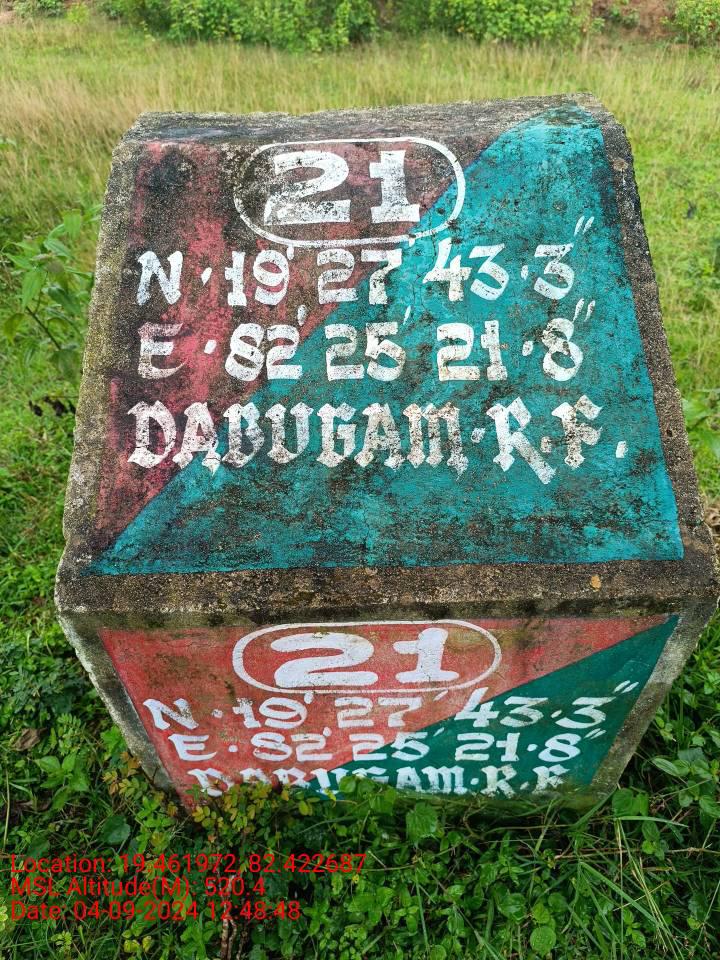 21
N · 19' 27' 43·3"
E · 82' 25' 21·8"
DABUGAM·R.F.
21
N · 19' 27' 43·3"
E · 82' 25' 21·8"
DABUGAM·R.F.
Location: 19.461972, 82.422687
MSL Altitude(M): 520.4
Date: 04-09-2024 12:48:48